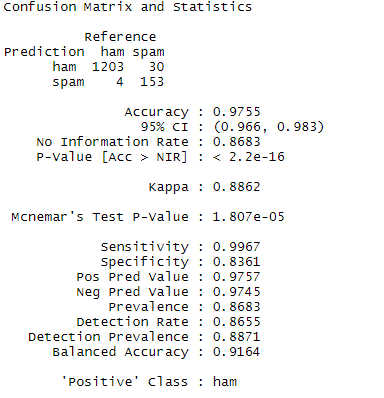 Confusion Matrix and Statistics
Reference
Prediction ham spam
ham 1203 30
spam 4 153
Accuracy : 0.9755
95% CI : (0.966, 0.983)
No Information Rate : 0.8683
P-Value [Acc > NIR] : < 2.2e-16
Kappa : 0.8862
Mcnemar's Test P-Value : 1.807e-05
Sensitivity : 0.9967
Specificity : 0.8361
Pos Pred Value : 0.9757
Neg Pred Value : 0.9745
Prevalence : 0.8683
Detection Rate : 0.8655
Detection Prevalence : 0.8871
Balanced Accuracy : 0.9164
'Positive' Class : ham